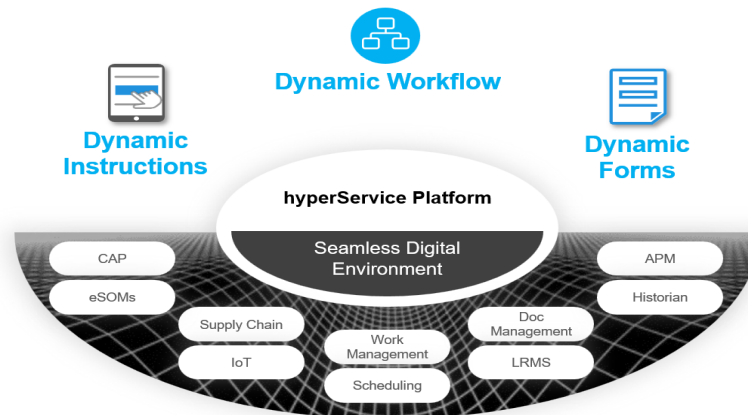 Dynamic Workflow
Dynamic
Instructions
Dynamic
Forms
hyperService Platform
Seamless Digital
Environment
CAP
eSOMs
Supply Chain
IoT
Work
Management
Scheduling
Doc
Management
LRMS
APM
Historian